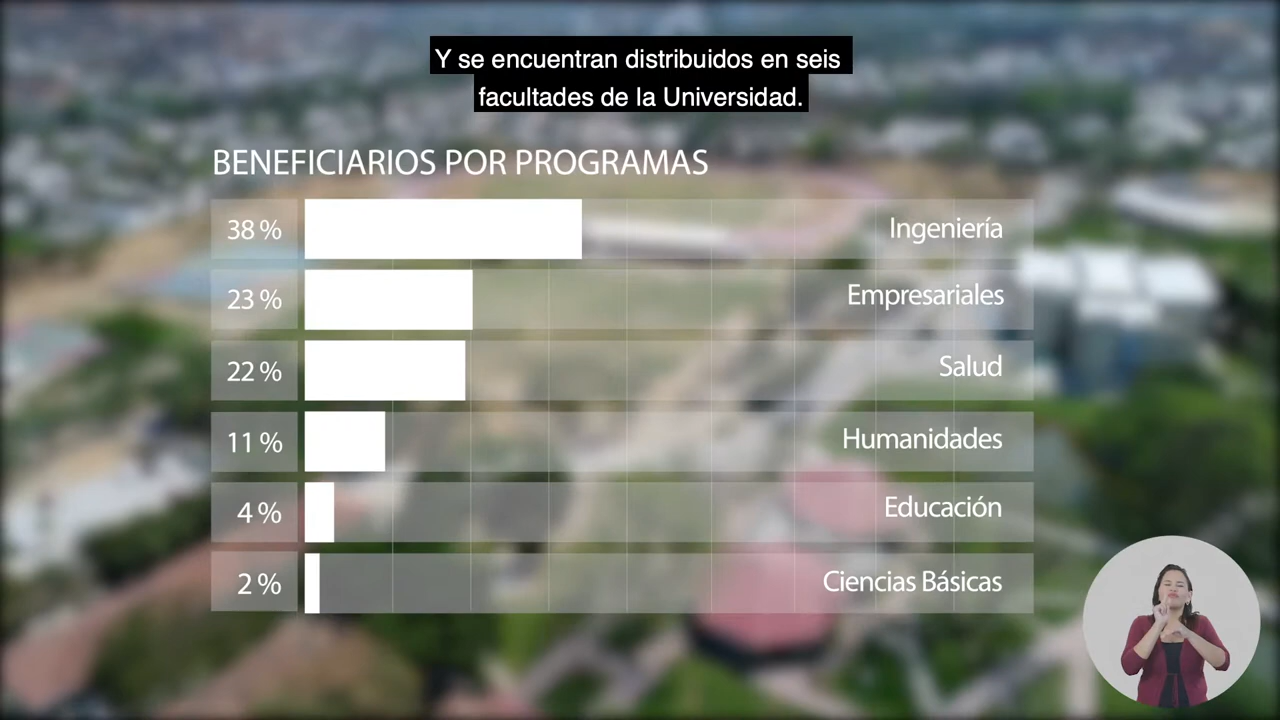 Y se encuentran distribuidos en seis
facultades de la Universidad.
BENEFICIARIOS POR PROGRAMAS
38 % Ingeniería
23 % Empresariales
22 % Salud
11 % Humanidades
4 % Educación
2 % Ciencias Básicas